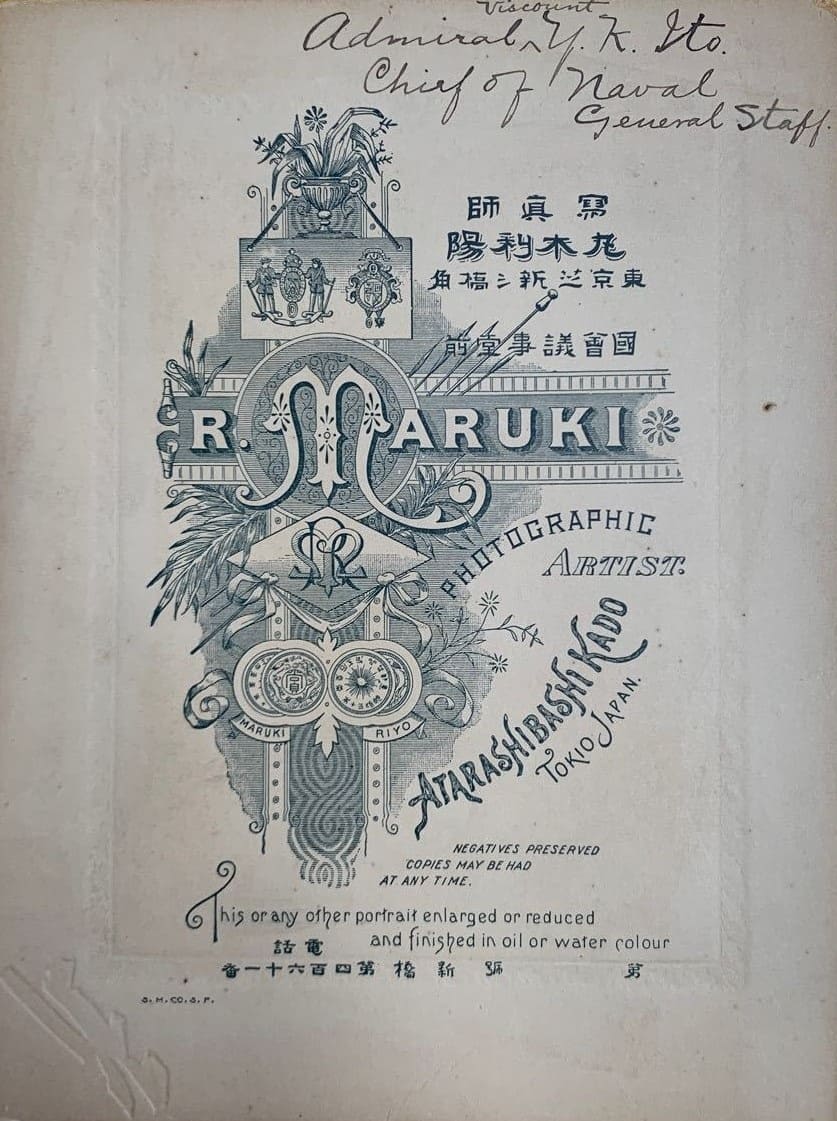 Viscount
Admiral ^ Y. K. Ito.
Chief of Naval
General Staff.
寫眞師
丸木利陽
東京芝新シ橋角
國會議事堂前
R. MARUKI
PHOTOGRAPHIC
ARTIST.
MARUKI RIYO
ATARASHIBASHI KADO
TOKIO JAPAN.
NEGATIVES PRESERVED
COPIES MAY BE HAD
AT ANY TIME.
This or any other portrait enlarged or reduced
and finished in oil or water colour
電話
第 號 新橋 第四百六十一番
S. M. CO. S. F.